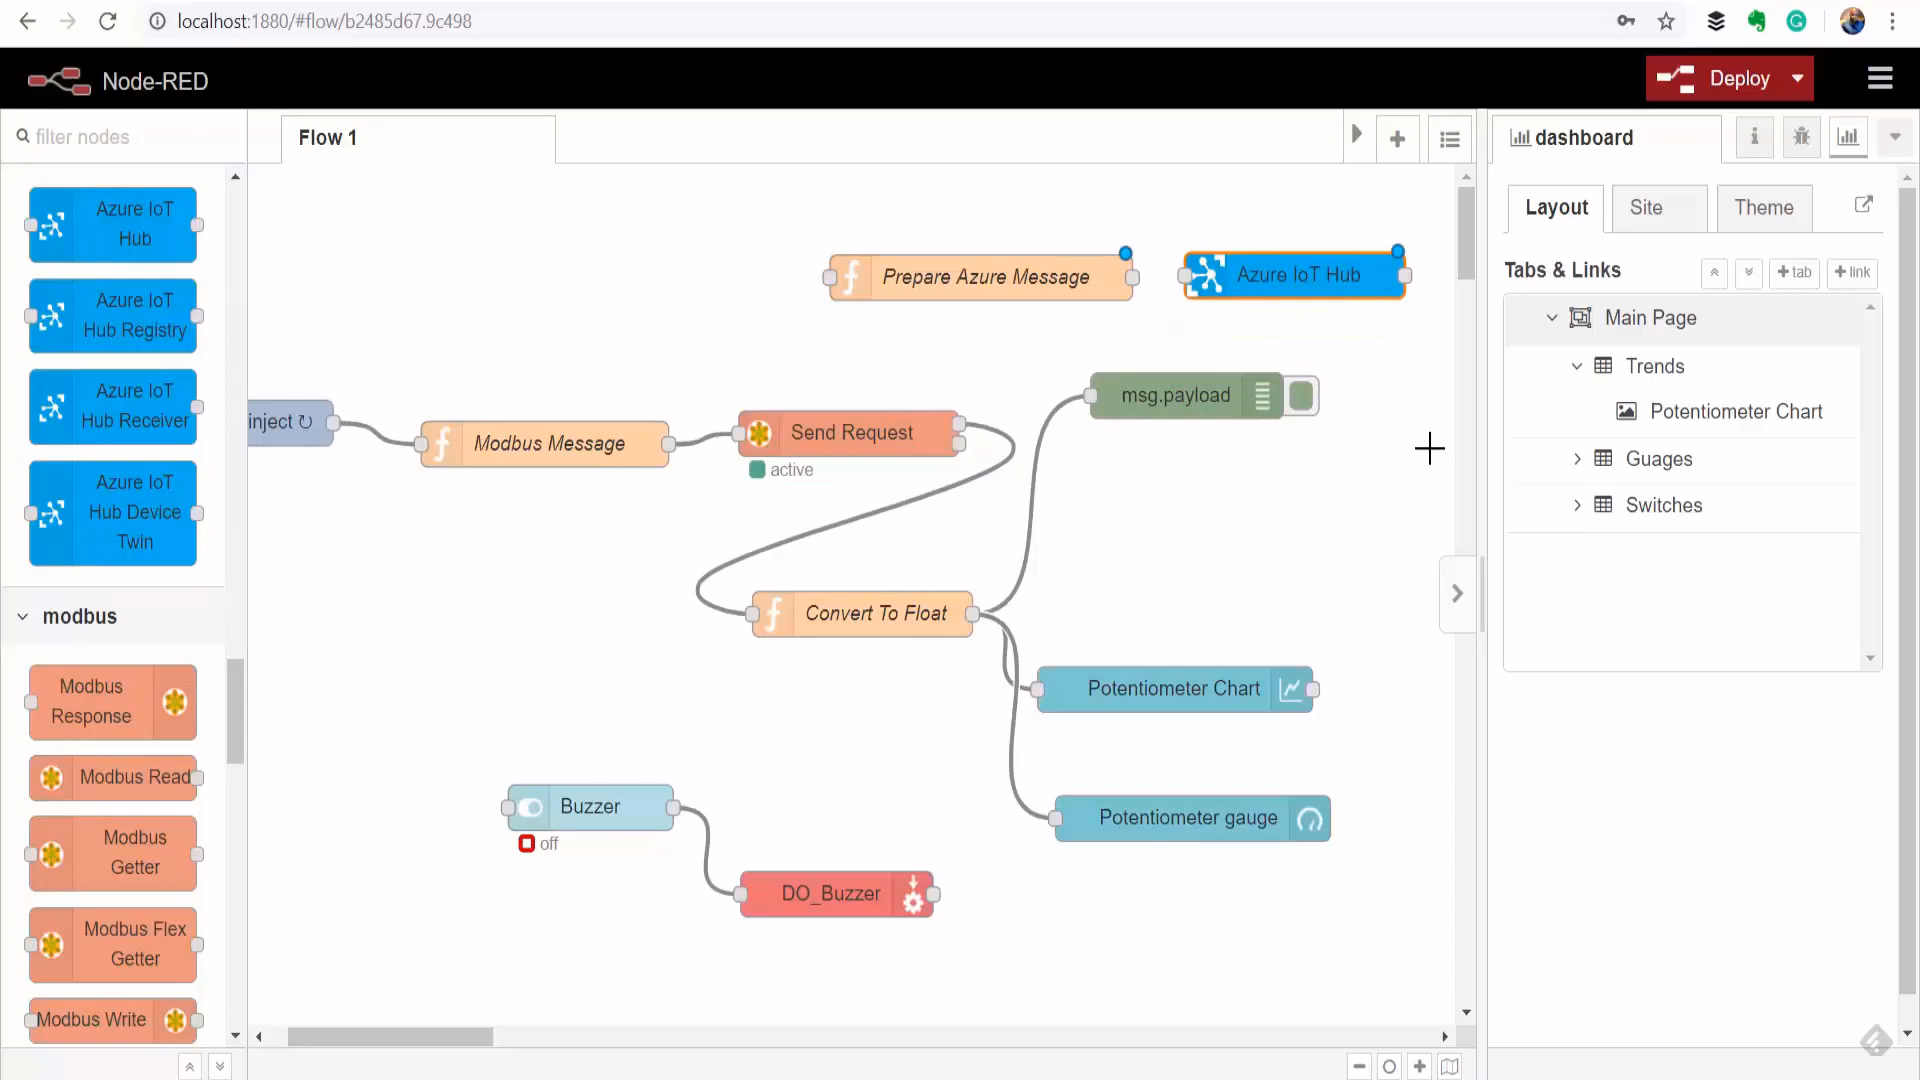 localhost:1880/#flow/b2485d67.9c498
Node-RED
Deploy
filter nodes
Flow 1
dashboard
Azure IoT
Hub
Azure IoT
Hub Registry
Azure IoT
Hub Receiver
Azure IoT
Hub Device
Twin
modbus
Modbus
Response
Modbus Read
Modbus
Getter
Modbus Flex
Getter
Modbus Write
Prepare Azure Message
Azure IoT Hub
inject ↻
Modbus Message
Send Request
active
msg.payload
Convert To Float
Potentiometer Chart
Buzzer
off
Potentiometer gauge
DO_Buzzer
Layout
Site
Theme
Tabs & Links
+ tab
+ link
Main Page
Trends
Potentiometer Chart
Guages
Switches